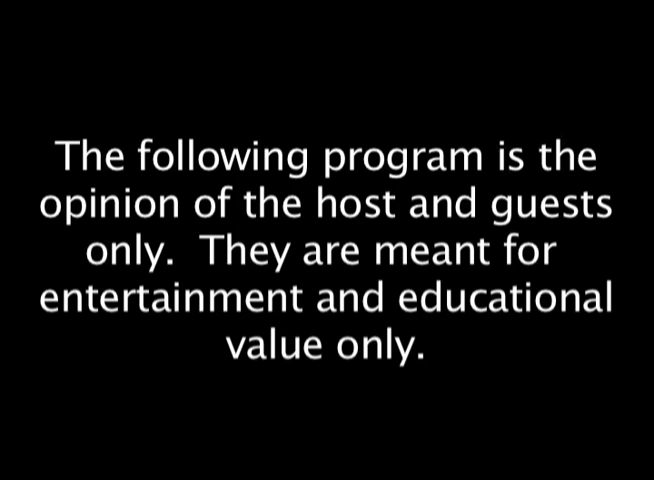 The following program is the
opinion of the host and guests
only.  They are meant for
entertainment and educational
value only.